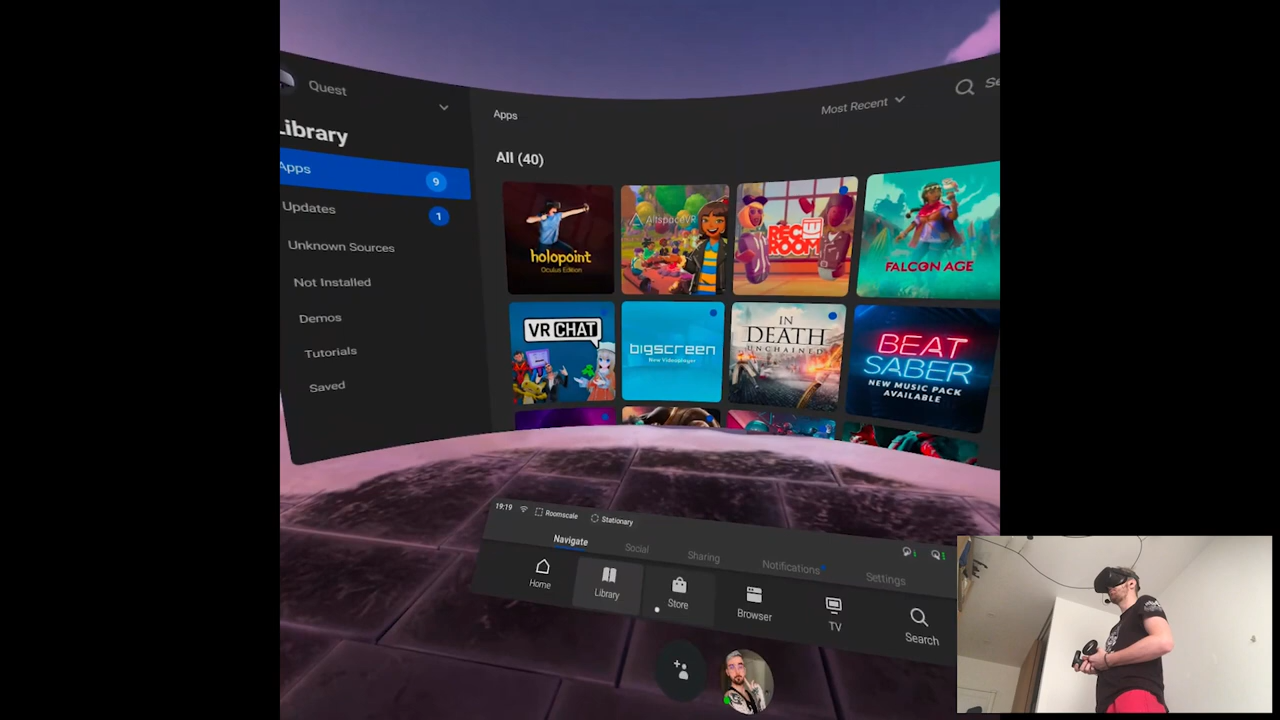 Quest
Library
Apps
9
Updates
1
Unknown Sources
Not Installed
Demos
Tutorials
Saved
Apps
Most Recent
All (40)
holopoint
Oculus Edition
AltspaceVR
REC
ROOM
FALCON AGE
VR CHAT
bigscreen
New Videoplayer
IN
DEATH
UNCHAINED
BEAT
SABER
NEW MUSIC PACK
AVAILABLE
19:19 Roomscale Stationary
Navigate Social Sharing Notifications Settings
Home Library Store Browser TV Search